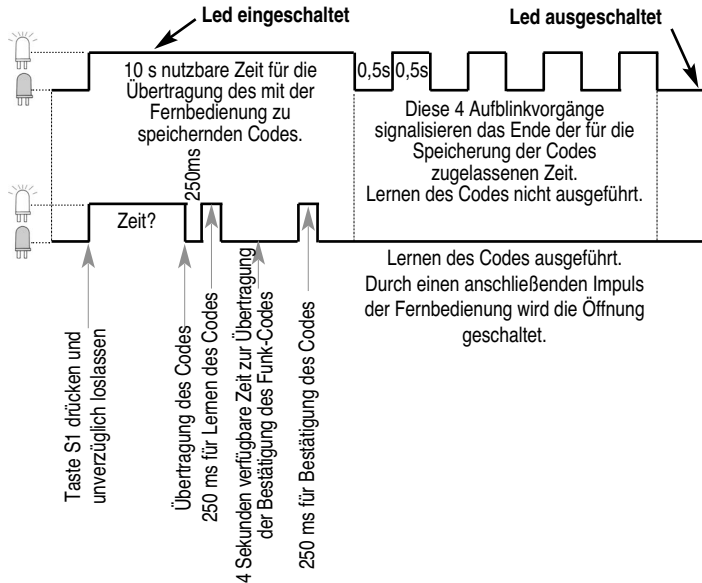 Led eingeschaltet
Led ausgeschaltet
10 s nutzbare Zeit für die
Übertragung des mit der
Fernbedienung zu
speichernden Codes.
0,5s 0,5s
Diese 4 Aufblinkvorgänge
signalisieren das Ende der für die
Speicherung der Codes
zugelassenen Zeit.
Lernen des Codes nicht ausgeführt.
250ms
Zeit?
Lernen des Codes ausgeführt.
Durch einen anschließenden Impuls
der Fernbedienung wird die Öffnung
geschaltet.
Taste S1 drücken und
unverzüglich loslassen
Übertragung des Codes
250 ms für Lernen des Codes
4 Sekunden verfügbare Zeit zur Übertragung
der Bestätigung des Funk-Codes
250 ms für Bestätigung des Codes